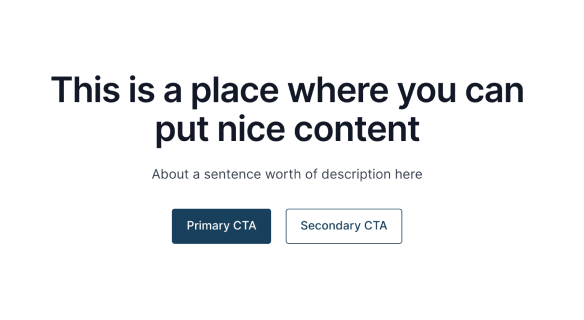 This is a place where you can
put nice content
About a sentence worth of description here
Primary CTA
Secondary CTA